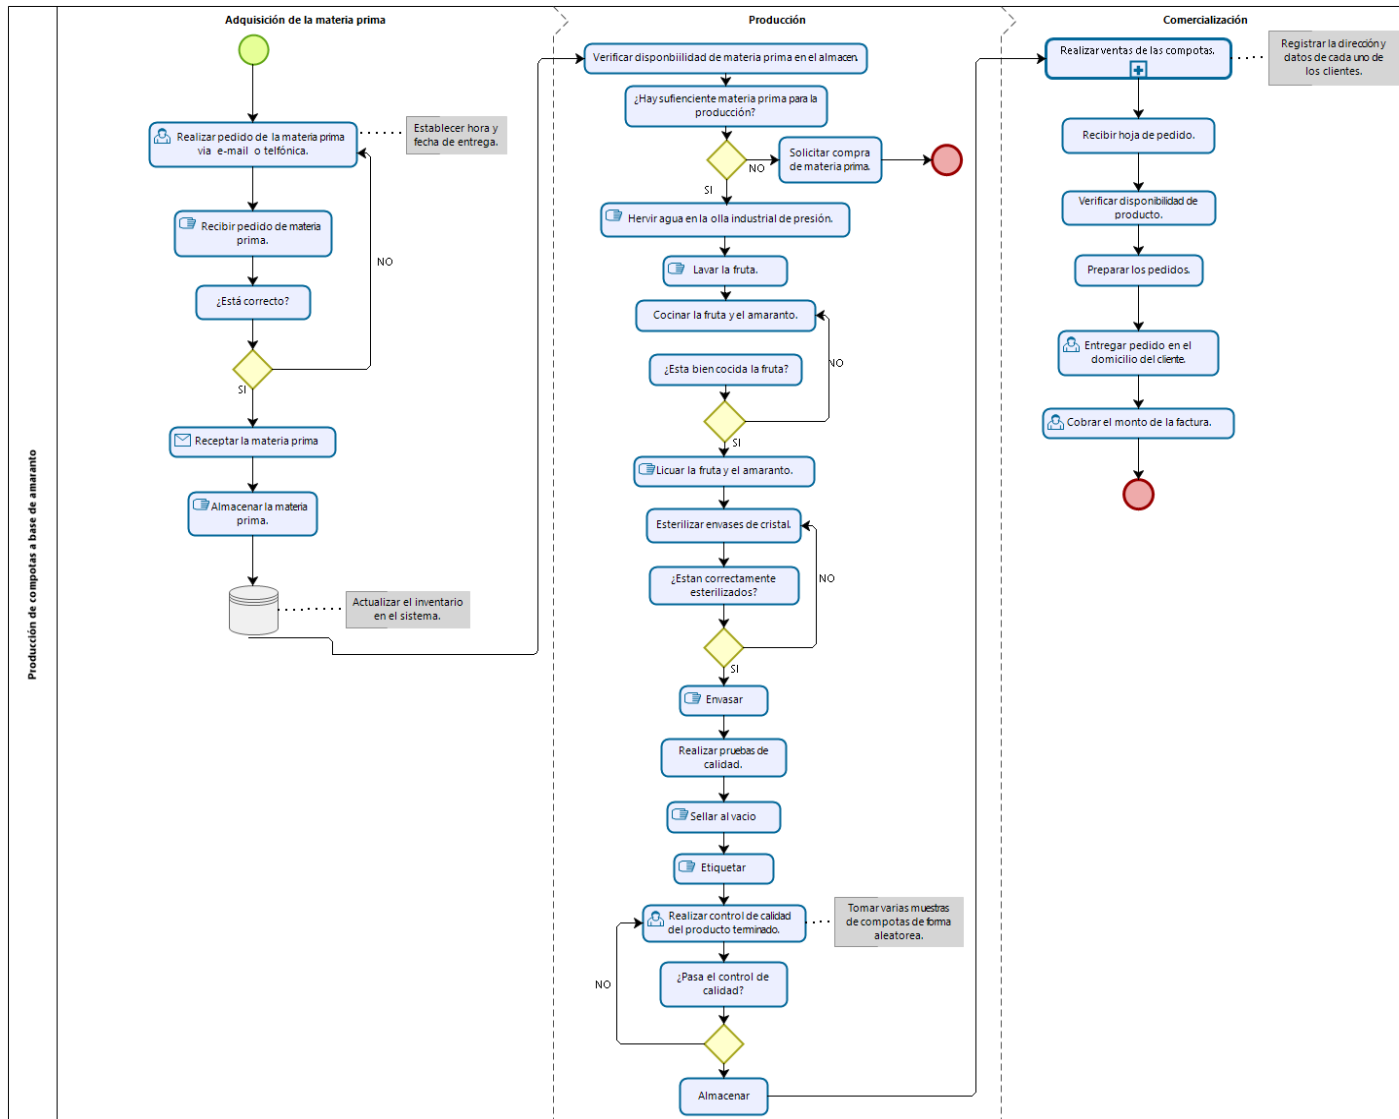 Producción de compotas a base de amaranto
Adquisición de la materia prima
Realizar pedido de la materia prima
via e-mail o telfónica.
Establecer hora y
fecha de entrega.
Recibir pedido de materia
prima.
NO
¿Está correcto?
SI
Receptar la materia prima
Almacenar la materia
prima.
Actualizar el inventario
en el sistema.
Producción
Verificar disponbiilidad de materia prima en el almacen.
¿Hay sufienciente materia prima para la
producción?
NO
Solicitar compra
de materia prima.
SI
Hervir agua en la olla industrial de presión.
Lavar la fruta.
Cocinar la fruta y el amaranto.
NO
¿Esta bien cocida la fruta?
SI
Licuar la fruta y el amaranto.
Esterilizar envases de cristal.
¿Estan correctamente
esterilizados?
NO
SI
Envasar
Realizar pruebas de
calidad.
Sellar al vacio
Etiquetar
Realizar control de calidad
del producto terminado.
Tomar varias muestras
de compotas de forma
aleatorea.
¿Pasa el control de
calidad?
NO
Almacenar
Comercialización
Realizar ventas de las compotas.
Registrar la dirección y
datos de cada uno de
los clientes.
Recibir hoja de pedido.
Verificar disponibilidad de
producto.
Preparar los pedidos.
Entregar pedido en el
domicilio del cliente.
Cobrar el monto de la factura.